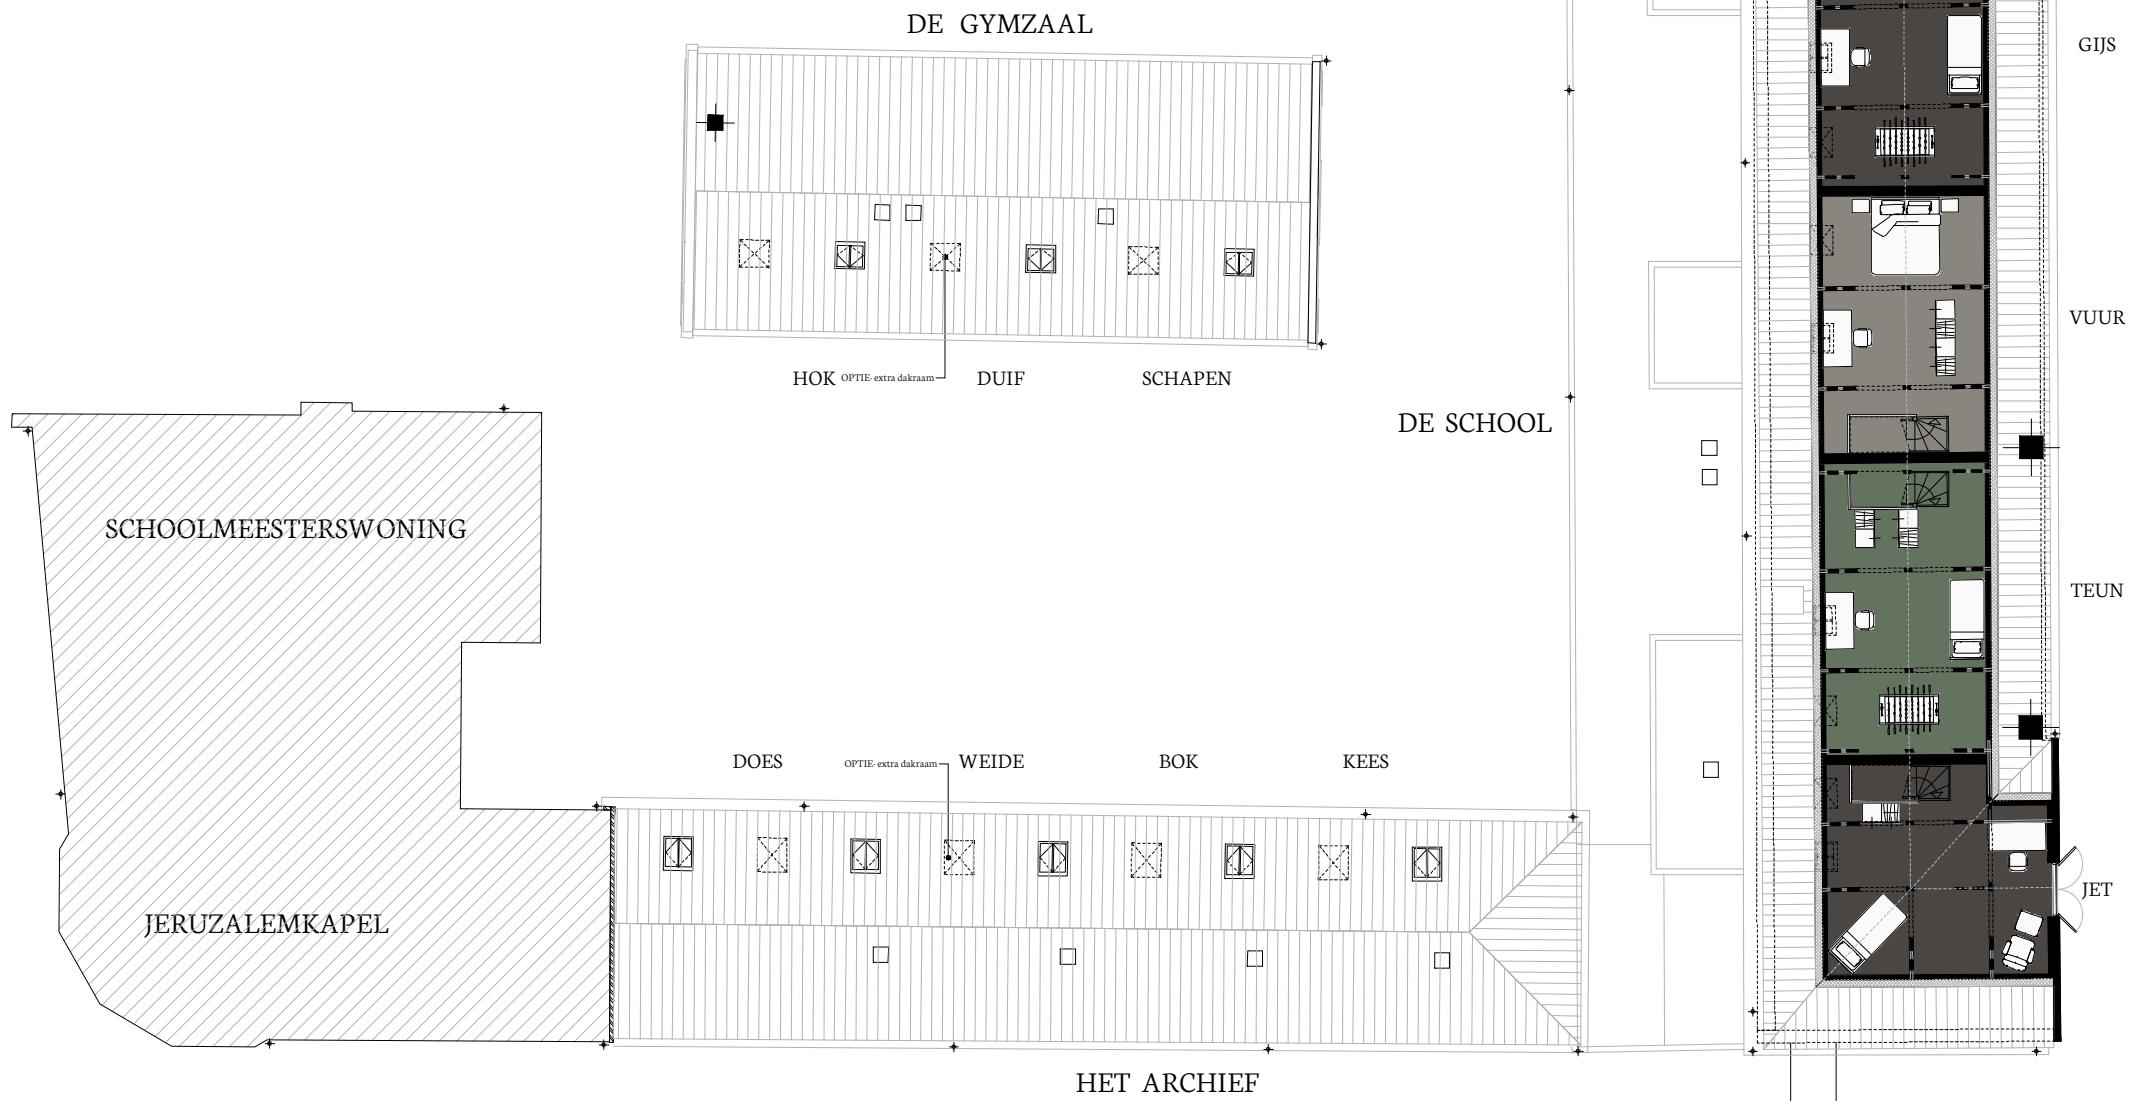 DE GYMZAAL
GIJS
VUUR
HOK OPTIE- extra dakraam DUIF SCHAPEN
DE SCHOOL
SCHOOLMEESTERSWONING
TEUN
DOES OPTIE- extra dakraam WEIDE BOK KEES
JET
JERUZALEMKAPEL
HET ARCHIEF